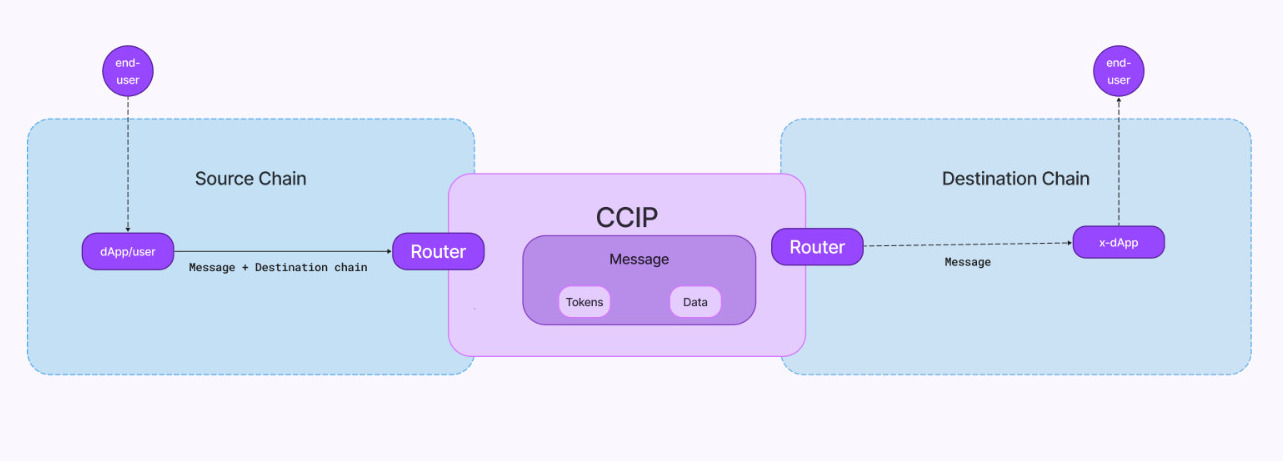 end-
user
end-
user
Source Chain
Destination Chain
CCIP
dApp/user
Router
Message + Destination chain
Message
Tokens
Data
Router
Message
x-dApp